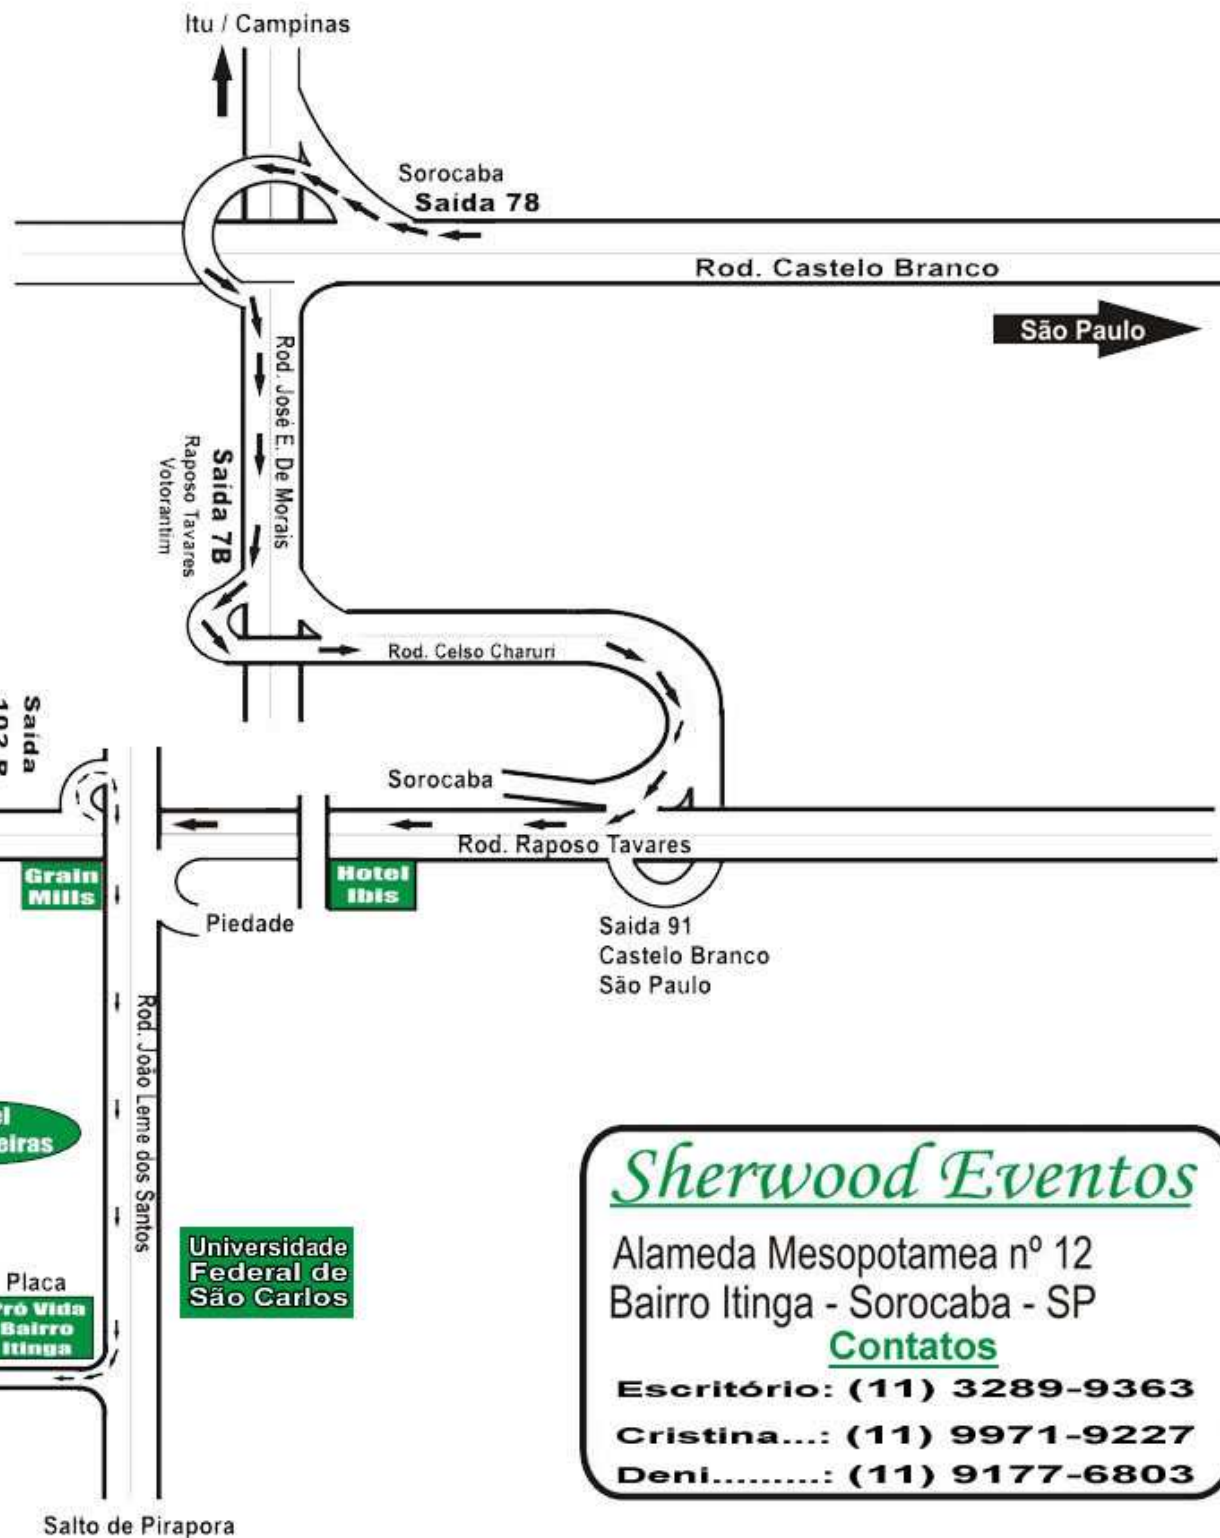 Itu / Campinas
Sorocaba
Saída 78
Rod. Castelo Branco
São Paulo
Rod. José E. De Morais
Saída 7B
Raposo Tavares
Votorantim
Rod. Celso Charuri
Saída
Sorocaba
Rod. Raposo Tavares
Grain
Mills
Hotel
Ibis
Piedade
Saida 91
Castelo Branco
São Paulo
Rod. João Leme dos Santos
Universidade
Federal de
São Carlos
Placa
Pró Vida
Bairro
Itinga
Salto de Pirapora
Sherwood Eventos
Alameda Mesopotamea nº 12
Bairro Itinga - Sorocaba - SP
Contatos
Escritório: (11) 3289-9363
Cristina...: (11) 9971-9227
Deni.........: (11) 9177-6803